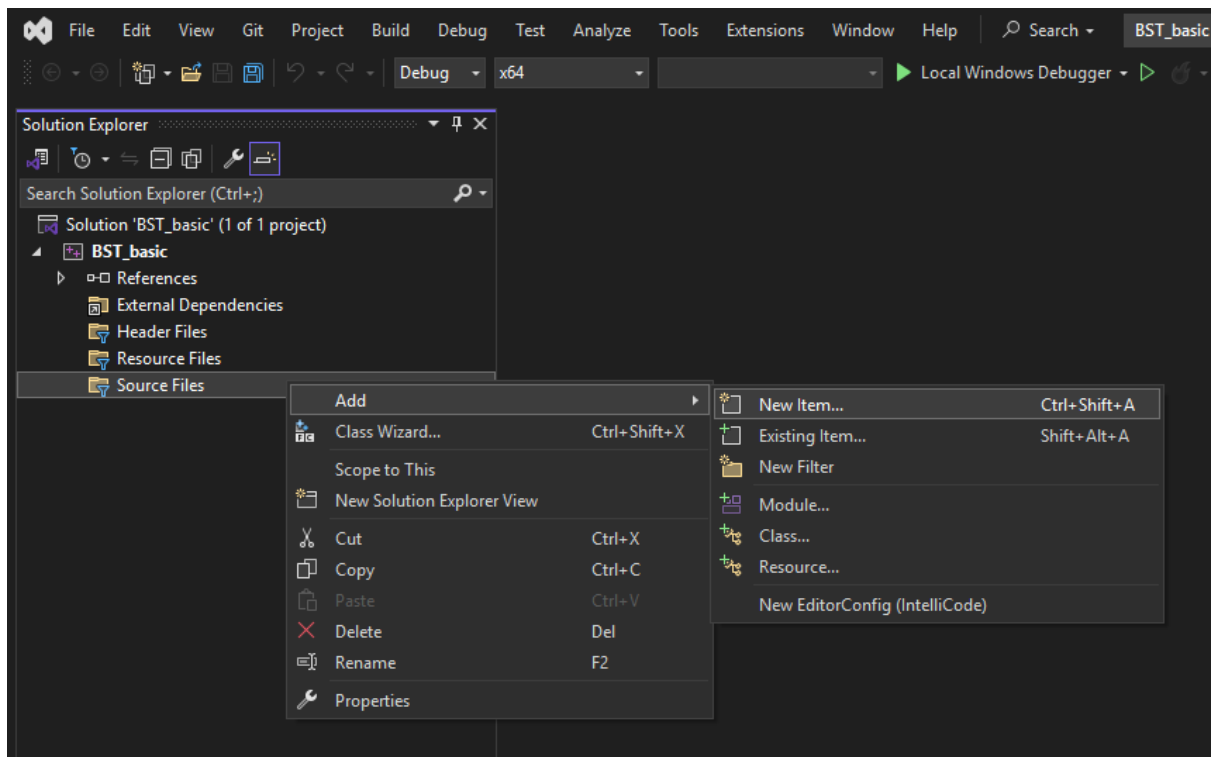 File Edit View Git Project Build Debug Test Analyze Tools Extensions Window Help Search BST_basic
Debug x64 Local Windows Debugger
Solution Explorer
Search Solution Explorer (Ctrl+;)
Solution 'BST_basic' (1 of 1 project)
BST_basic
References
External Dependencies
Header Files
Resource Files
Source Files
Add
Class Wizard... Ctrl+Shift+X
Scope to This
New Solution Explorer View
Cut Ctrl+X
Copy Ctrl+C
Paste Ctrl+V
Delete Del
Rename F2
Properties
New Item... Ctrl+Shift+A
Existing Item... Shift+Alt+A
New Filter
Module...
Class...
Resource...
New EditorConfig (IntelliCode)